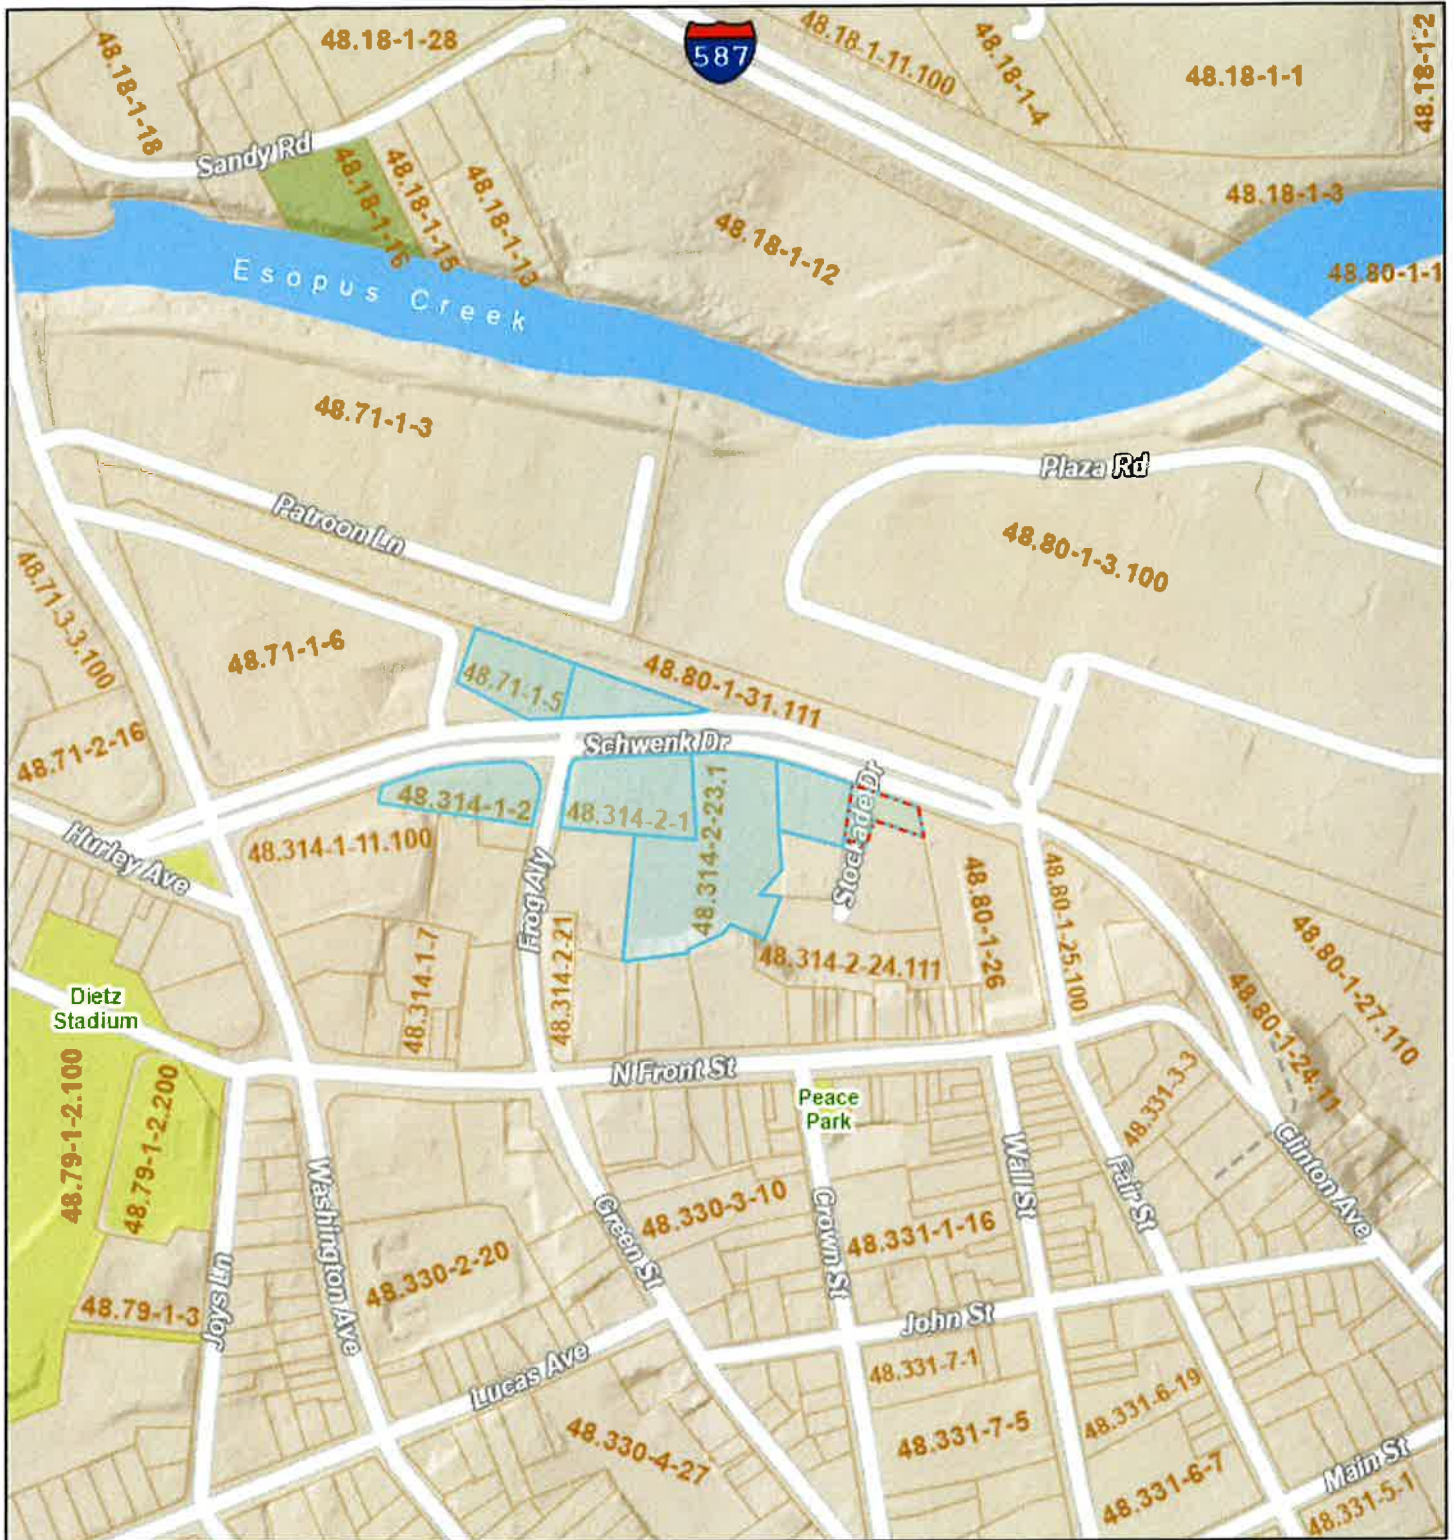 48.18-1-28
587
48.18-1-11.100
48.18-1-4
48.18-1-1
48.18-1-2
48.18-1-18
Sandy Rd
48.18-1-16
48.18-1-15
48.18-1-13
48.18-1-12
48.18-1-3
48.80-1-1
Esopus Creek
48.71-1-3
Plaza Rd
Patroon Ln
48.80-1-3.100
48.71-3-3.100
48.71-1-6
48.71-1-5
48.80-1-31.111
48.71-2-16
Schwenk Dr
48.314-1-2
48.314-2-1
48.314-2-23.1
Stockade Dr
Hurley Ave
48.314-1-11.100
Frog Aly
48.80-1-26
48.80-1-25.100
48.314-1-7
48.314-2-21
48.314-2-24.111
48.80-1-27.110
48.80-1-24.11
Dietz
Stadium
N Front St
48.79-1-2.100
48.79-1-2.200
Peace
Park
48.331-3-3
Clinton Ave
Washington Ave
Green St
48.330-3-10
Crown St
48.331-1-16
Wall St
Fair St
48.330-2-20
48.79-1-3
Joys Ln
John St
Lucas Ave
48.331-7-1
48.331-6-19
48.330-4-27
48.331-7-5
48.331-6-7
Main St
48.331-5-1